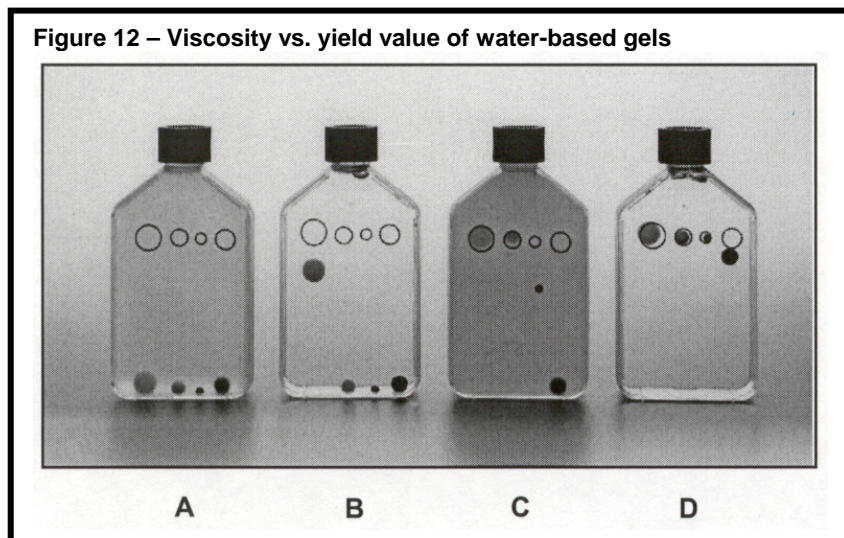 Figure 12 – Viscosity vs. yield value of water-based gels
A B C D